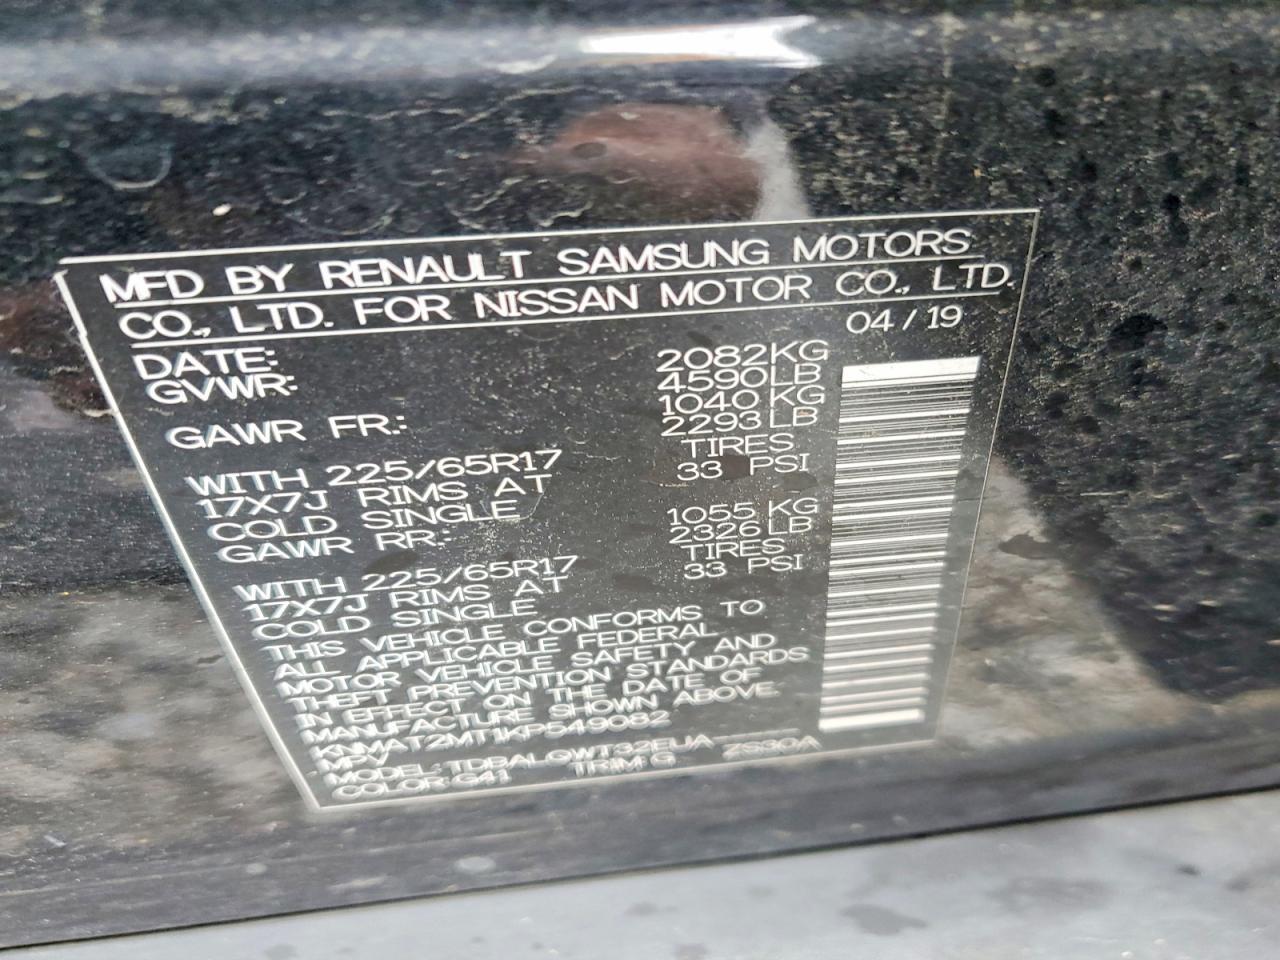 MFD BY RENAULT SAMSUNG MOTORS
CO., LTD. FOR NISSAN MOTOR CO., LTD.
DATE: 04/19
GVWR: 2082KG
4590LB
GAWR FR.: 1040KG
2293LB
WITH 225/65R17 TIRES
17X7J RIMS AT 33 PSI
COLD SINGLE
GAWR RR.: 1055KG
2326LB
WITH 225/65R17 TIRES
17X7J RIMS AT 33 PSI
COLD SINGLE
THIS VEHICLE CONFORMS TO
ALL APPLICABLE FEDERAL
MOTOR VEHICLE SAFETY AND
THEFT PREVENTION STANDARDS
IN EFFECT ON THE DATE OF
MANUFACTURE SHOWN ABOVE.
KNMAT2MT1KP549082
MPV
MODEL: TDBALQWT32EUA-------
COLOR: G41 TRIM: G ZS30A